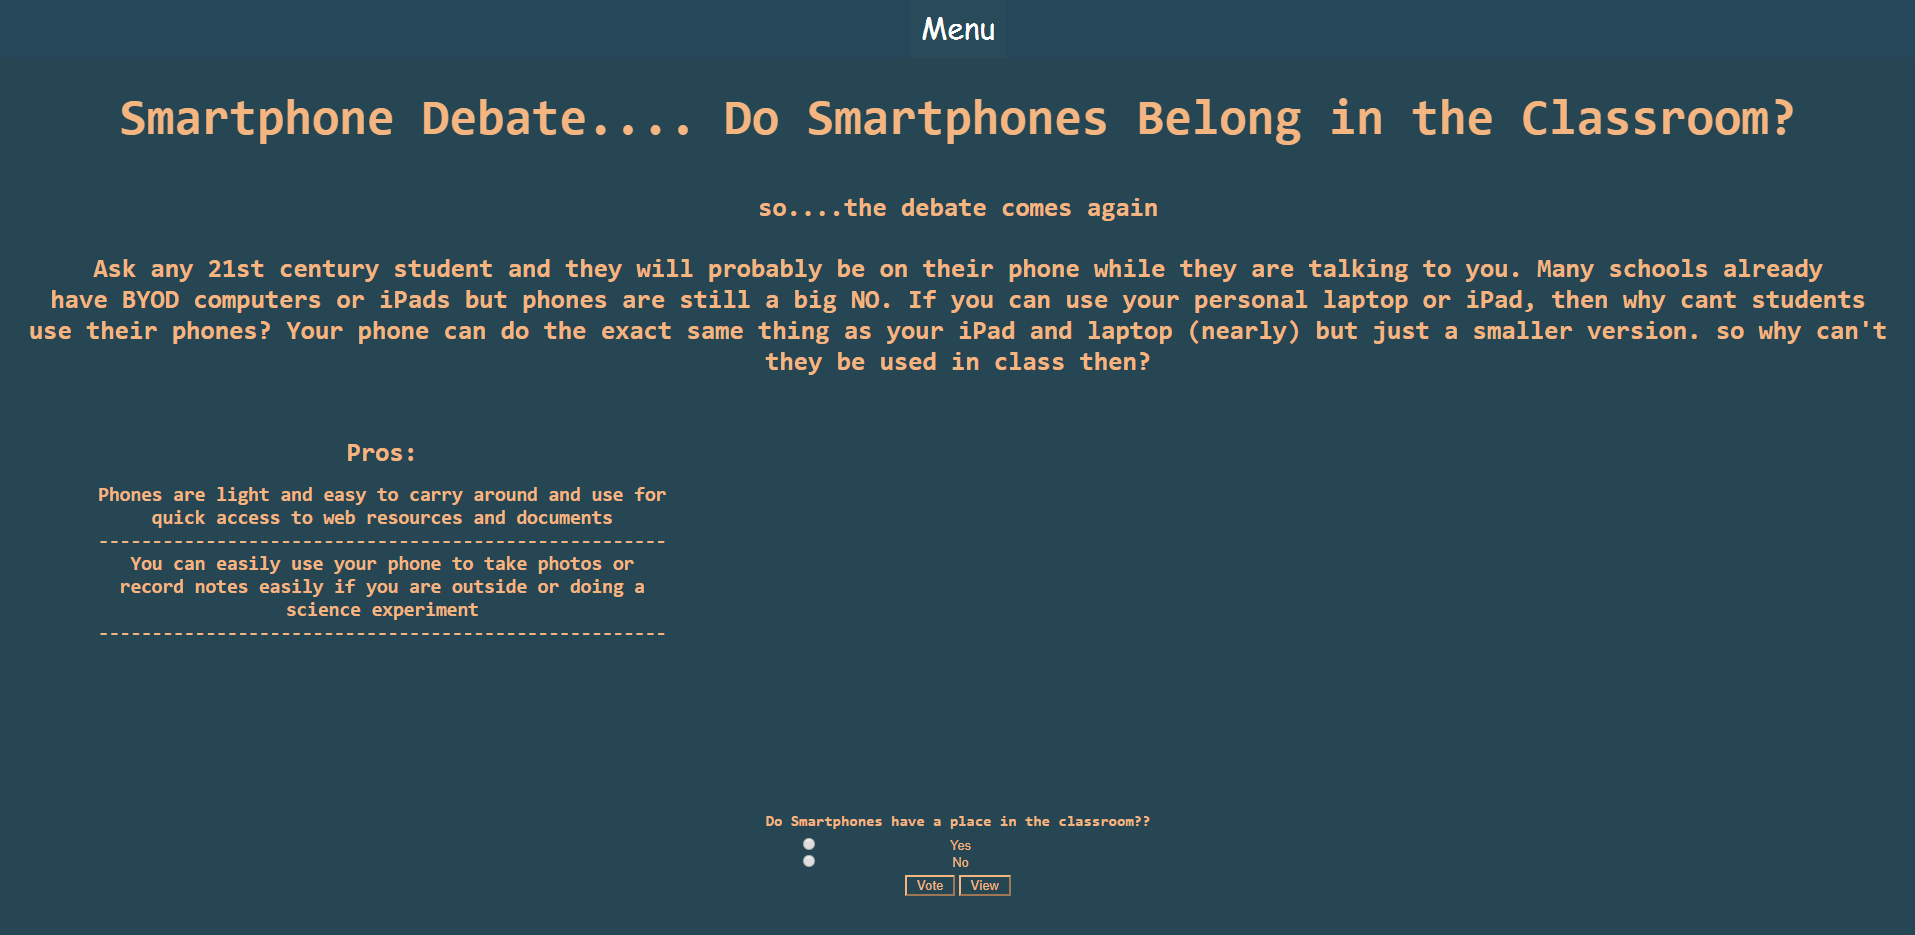 Menu
Smartphone Debate.... Do Smartphones Belong in the Classroom?
so....the debate comes again
Ask any 21st century student and they will probably be on their phone while they are talking to you. Many schools already
have BYOD computers or iPads but phones are still a big NO. If you can use your personal laptop or iPad, then why cant students
use their phones? Your phone can do the exact same thing as your iPad and laptop (nearly) but just a smaller version. so why can't
they be used in class then?
Pros:
Phones are light and easy to carry around and use for
quick access to web resources and documents
-----------------------------------------------------
You can easily use your phone to take photos or
record notes easily if you are outside or doing a
science experiment
-----------------------------------------------------
Do Smartphones have a place in the classroom??
Yes
No
Vote View